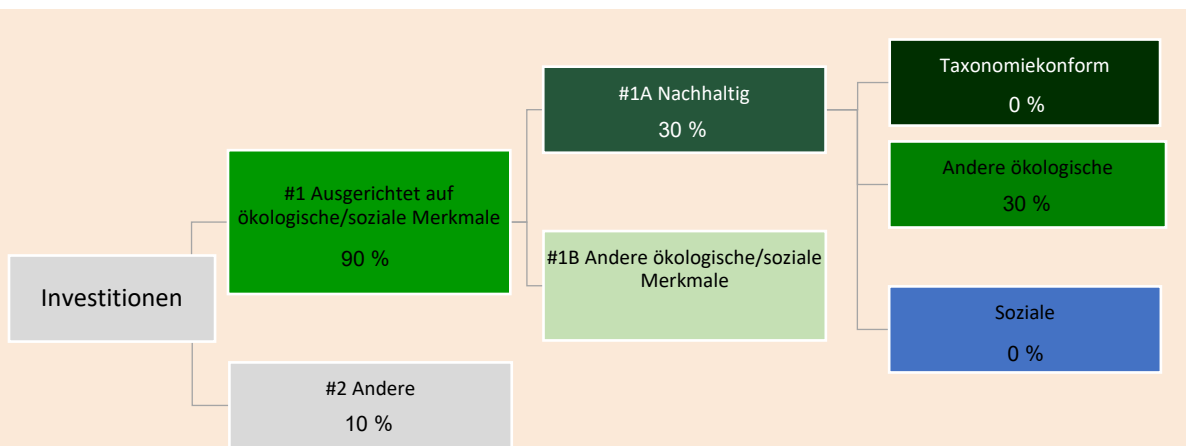 Investitionen
#1 Ausgerichtet auf
ökologische/soziale Merkmale
90 %
#2 Andere
10 %
#1A Nachhaltig
30 %
#1B Andere ökologische/soziale
Merkmale
Taxonomiekonform
0 %
Andere ökologische
30 %
Soziale
0 %